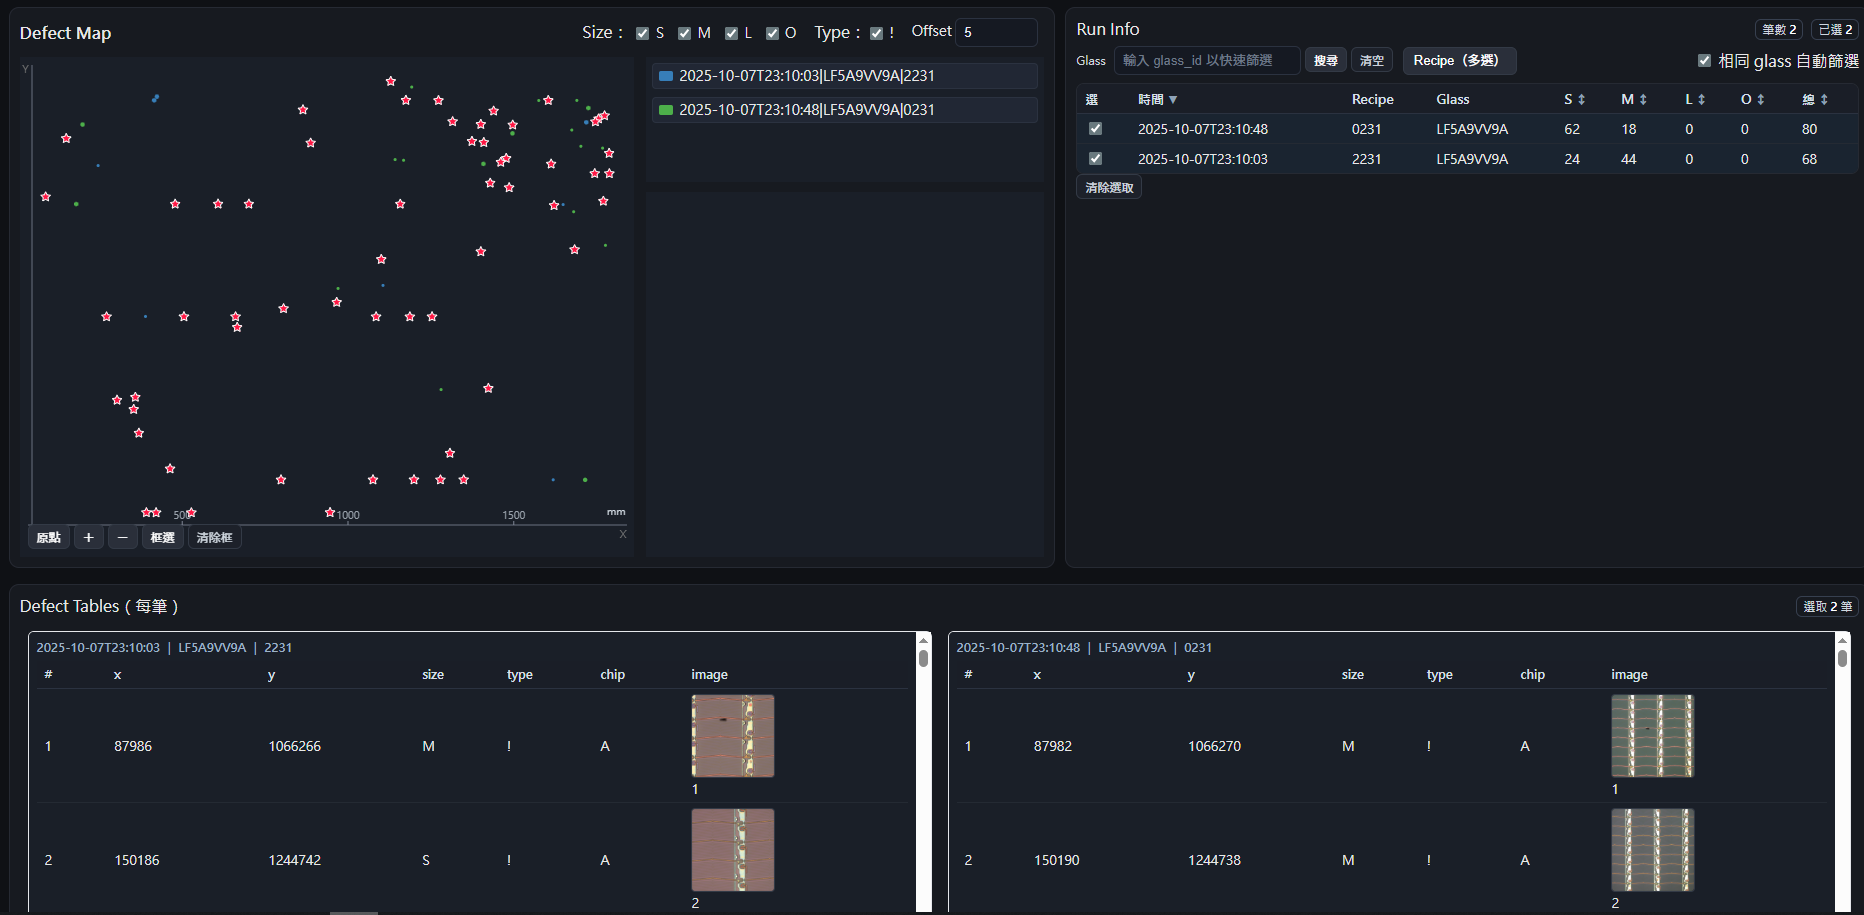 Defect Map
Size： S M L O Type： ! Offset 5
Y
2025-10-07T23:10:03|LF5A9VV9A|2231
2025-10-07T23:10:48|LF5A9VV9A|0231
500 1000 1500 mm
X
原點 + − 框選 清除框
Run Info
筆數 2 已選 2
Glass 輸入 glass_id 以快速篩選 搜尋 清空 Recipe（多選） 相同 glass 自動篩選
選 時間 ▼ Recipe Glass S ↕ M ↕ L ↕ O ↕ 總 ↕
2025-10-07T23:10:48 0231 LF5A9VV9A 62 18 0 0 80
2025-10-07T23:10:03 2231 LF5A9VV9A 24 44 0 0 68
清除選取
Defect Tables（每筆）
選取 2 筆
2025-10-07T23:10:03 | LF5A9VV9A | 2231
# x y size type chip image
1 87986 1066266 M ! A
1
2 150186 1244742 S ! A
2
2025-10-07T23:10:48 | LF5A9VV9A | 0231
# x y size type chip image
1 87982 1066270 M ! A
1
2 150190 1244738 M ! A
2